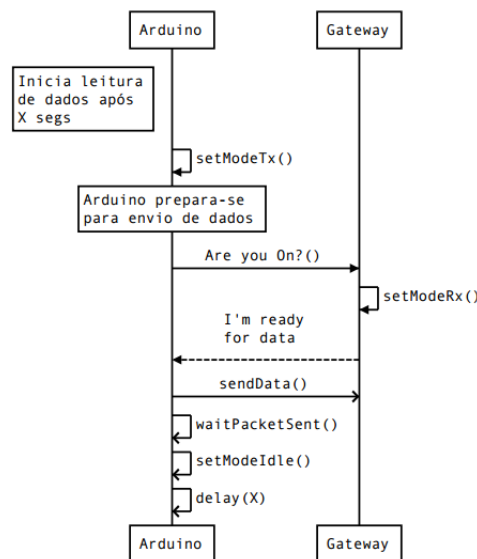 Arduino
Gateway
Inicia leitura
de dados após
X segs
setModeTx()
Arduino prepara-se
para envio de dados
Are you On?()
setModeRx()
I'm ready
for data
sendData()
waitPacketSent()
setModeIdle()
delay(X)
Arduino
Gateway